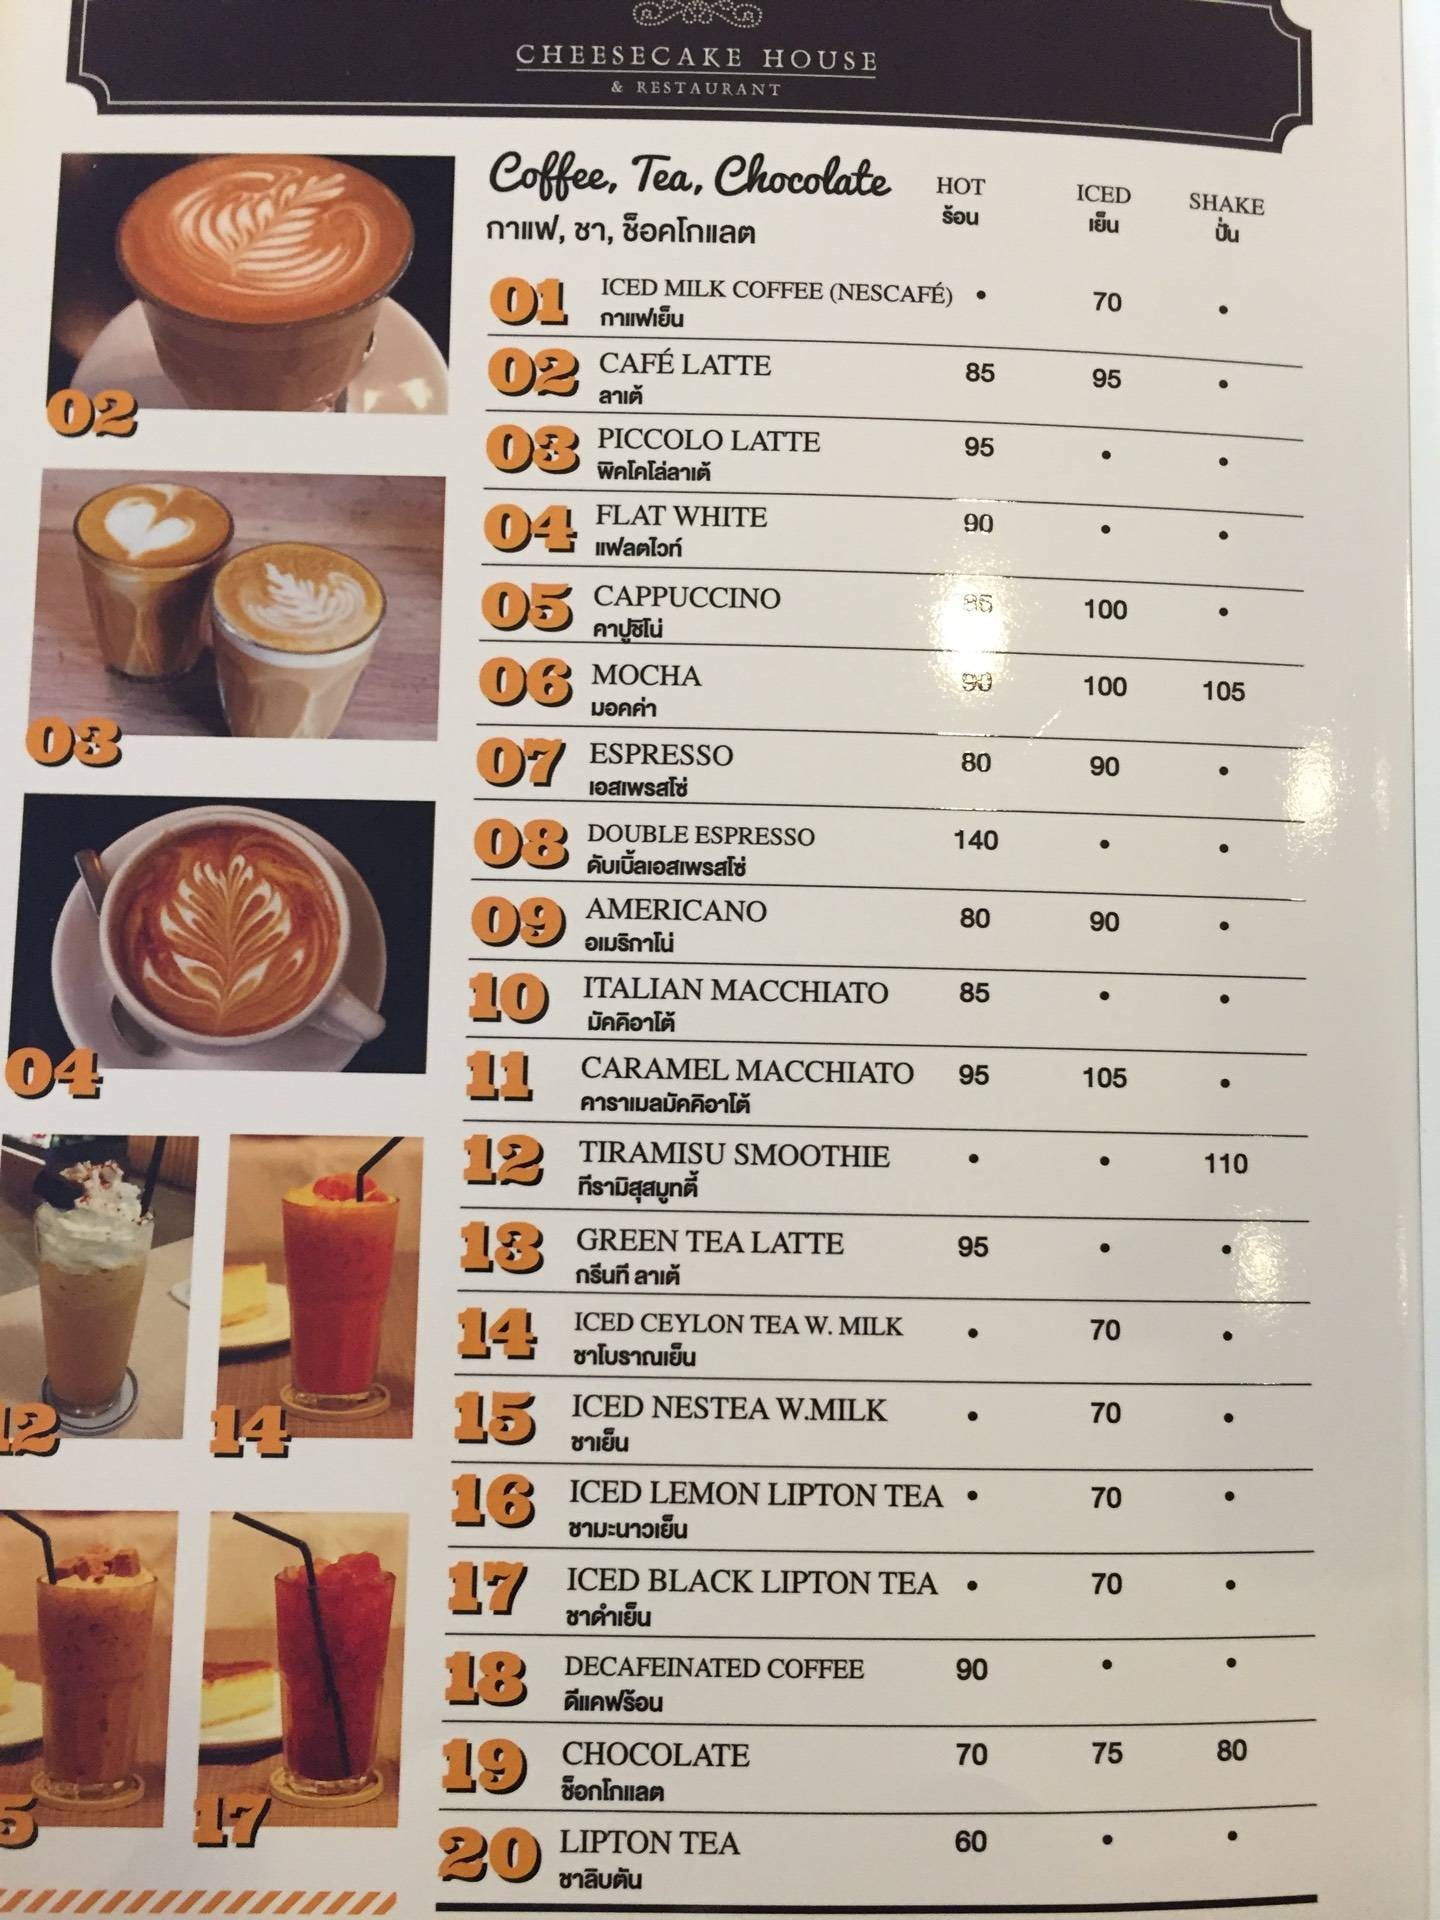 CHEESECAKE HOUSE
& RESTAURANT
Coffee, Tea, Chocolate HOT ICED SHAKE
กาแฟ, ชา, ช็อคโกแลต ร้อน เย็น ปั่น
01 ICED MILK COFFEE (NESCAFÉ) • 70 •
กาแฟเย็น
02 CAFÉ LATTE 85 95 •
ลาเต้
03 PICCOLO LATTE 95 • •
พิคโคโล่ลาเต้
04 FLAT WHITE 90 • •
แฟลตไวท์
05 CAPPUCCINO 85 100 •
คาปูชิโน่
06 MOCHA 90 100 105
มอคค่า
07 ESPRESSO 80 90 •
เอสเพรสโซ่
08 DOUBLE ESPRESSO 140 • •
ดับเบิ้ลเอสเพรสโซ่
09 AMERICANO 80 90 •
อเมริกาโน่
10 ITALIAN MACCHIATO 85 • •
มัคคิอาโต้
11 CARAMEL MACCHIATO 95 105 •
คาราเมลมัคคิอาโต้
12 TIRAMISU SMOOTHIE • • 110
ทีรามิสุสมูทตี้
13 GREEN TEA LATTE 95 • •
กรีนที ลาเต้
14 ICED CEYLON TEA W. MILK • 70 •
ชาโบราณเย็น
15 ICED NESTEA W.MILK • 70 •
ชาเย็น
16 ICED LEMON LIPTON TEA • 70 •
ชามะนาวเย็น
17 ICED BLACK LIPTON TEA • 70 •
ชาดำเย็น
18 DECAFEINATED COFFEE 90 • •
ดีแคฟร้อน
19 CHOCOLATE 70 75 80
ช็อกโกแลต
20 LIPTON TEA 60 • •
ชาลิบตัน
02
03
04
12 14
5 17